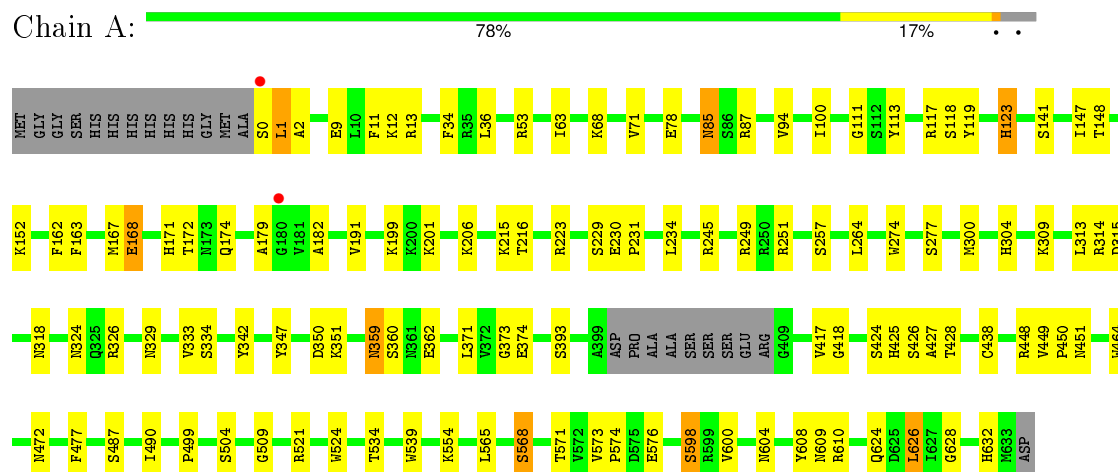 Chain A:
78% 17% • •
MET GLY GLY SER HIS HIS HIS HIS HIS HIS GLY MET ALA S0 L1 A2 E9 L10 F11 K12 R13 F34 R35 L36 R53 I63 K68 V71 E78 N85 S86 R87 V94 I100 G111 S112 Y113 R117 S118 Y119 H123 S141 I147 T148
K152 F162 F163 M167 E168 H171 T172 N173 Q174 A179 G180 V181 A182 V191 K199 K200 K201 K206 K215 T216 R223 S229 E230 P231 L234 R245 R249 R250 R251 S257 L264 W274 S277 M300 H304 K309 L313 R314
N318 N324 Q325 R326 N329 V333 S334 Y342 Y347 D350 K351 N359 S360 N361 E362 L371 V372 G373 E374 S393 A399 ASP PRO ALA ALA SER SER SER GLU ARG G409 V417 G418 S424 H425 S426 A427 T428 C438 R448 V449 P450 N451
N472 F477 S487 I490 P499 S504 G509 R521 W524 T534 W539 K554 L565 S568 T571 V572 V573 P574 D575 E576 S598 R599 V600 N604 Y608 N609 R610 Q624 D625 L626 I627 G628 H632 M633 ASP